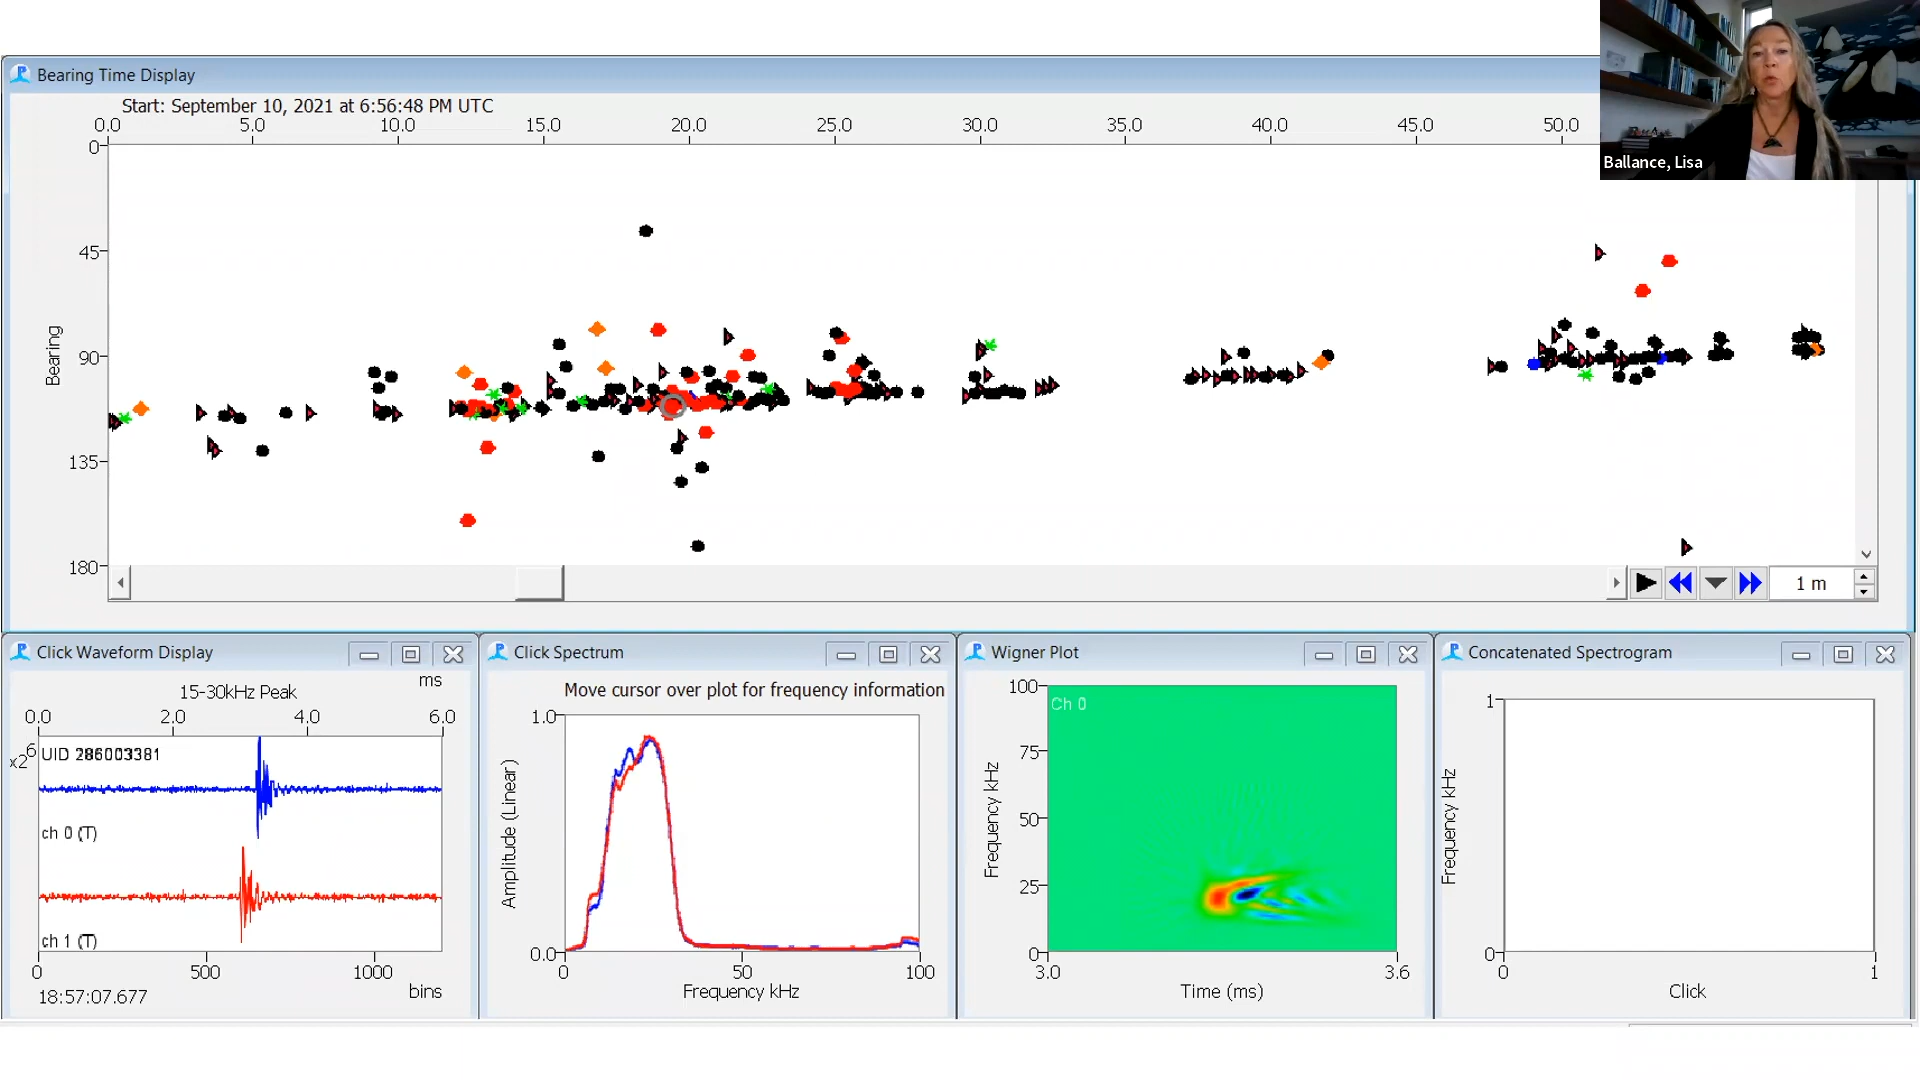 Bearing Time Display
Start: September 10, 2021 at 6:56:48 PM UTC
0.0 5.0 10.0 15.0 20.0 25.0 30.0 35.0 40.0 45.0 50.0
Ballance, Lisa
0
45
90
135
180
Bearing
1 m
Click Waveform Display
15-30kHz Peak
ms
0.0 2.0 4.0 6.0
x2^6
UID 286003381
ch 0 (T)
ch 1 (T)
0 500 1000
bins
18:57:07.677
Click Spectrum
Move cursor over plot for frequency information
1.0
Amplitude (Linear)
0.0
0 50 100
Frequency kHz
Wigner Plot
Ch 0
100
75
50
25
0
Frequency kHz
3.0 3.6
Time (ms)
Concatenated Spectrogram
1
Frequency kHz
0
0 1
Click